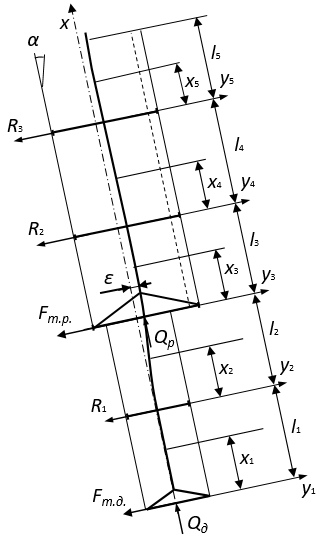 x
α
l₅
x₅
y₅
R₃
l₄
x₄
y₄
R₂
l₃
x₃
y₃
ε
Fт.р.
Qр
l₂
x₂
y₂
R₁
l₁
x₁
y₁
Fт.д.
Qд